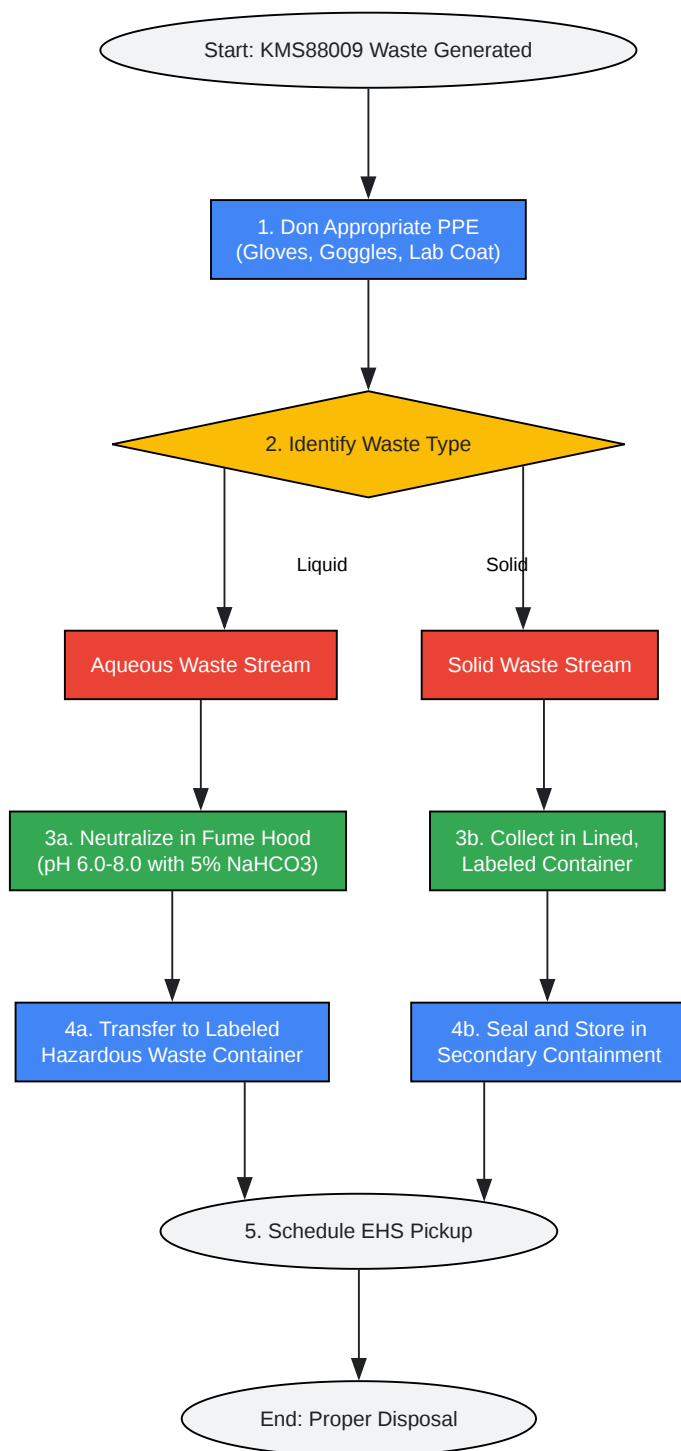 Start: KMS88009 Waste Generated
1. Don Appropriate PPE
(Gloves, Goggles, Lab Coat)
2. Identify Waste Type
Liquid
Solid
Aqueous Waste Stream
Solid Waste Stream
3a. Neutralize in Fume Hood
(pH 6.0-8.0 with 5% NaHCO3)
3b. Collect in Lined,
Labeled Container
4a. Transfer to Labeled
Hazardous Waste Container
4b. Seal and Store in
Secondary Containment
5. Schedule EHS Pickup
End: Proper Disposal